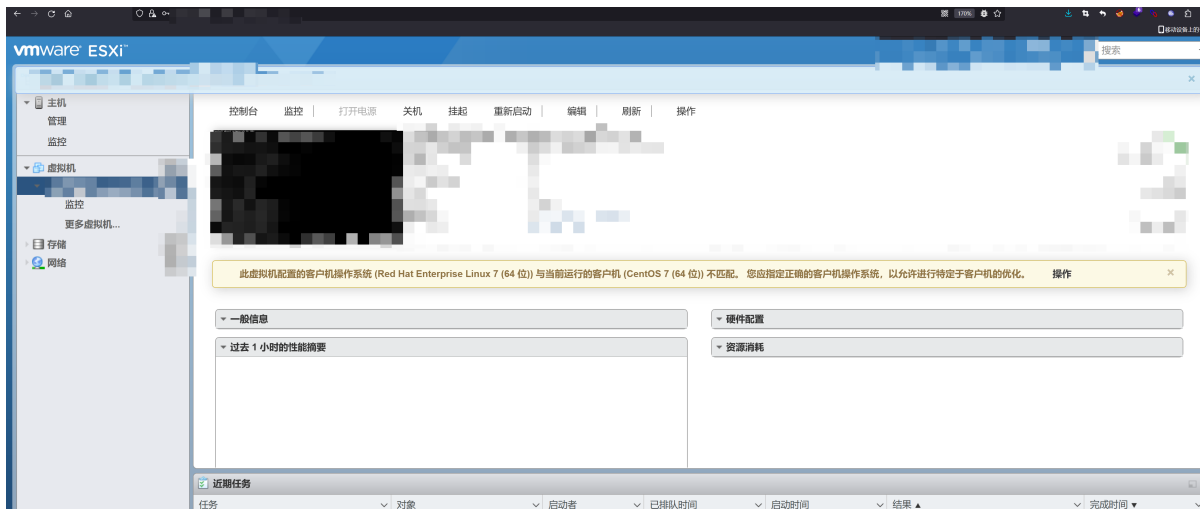 170%
移动设备上的
vmware ESXi
搜索
主机
管理
监控
虚拟机
监控
更多虚拟机...
存储
网络
控制台 监控 打开电源 关机 挂起 重新启动 编辑 刷新 操作
此虚拟机配置的客户机操作系统 (Red Hat Enterprise Linux 7 (64 位)) 与当前运行的客户机 (CentOS 7 (64 位)) 不匹配。 您应指定正确的客户机操作系统，以允许进行特定于客户机的优化。 操作
一般信息
硬件配置
过去 1 小时的性能摘要
资源消耗
近期任务
任务 对象 启动者 已排队时间 启动时间 结果 ▲ 完成时间 ▼